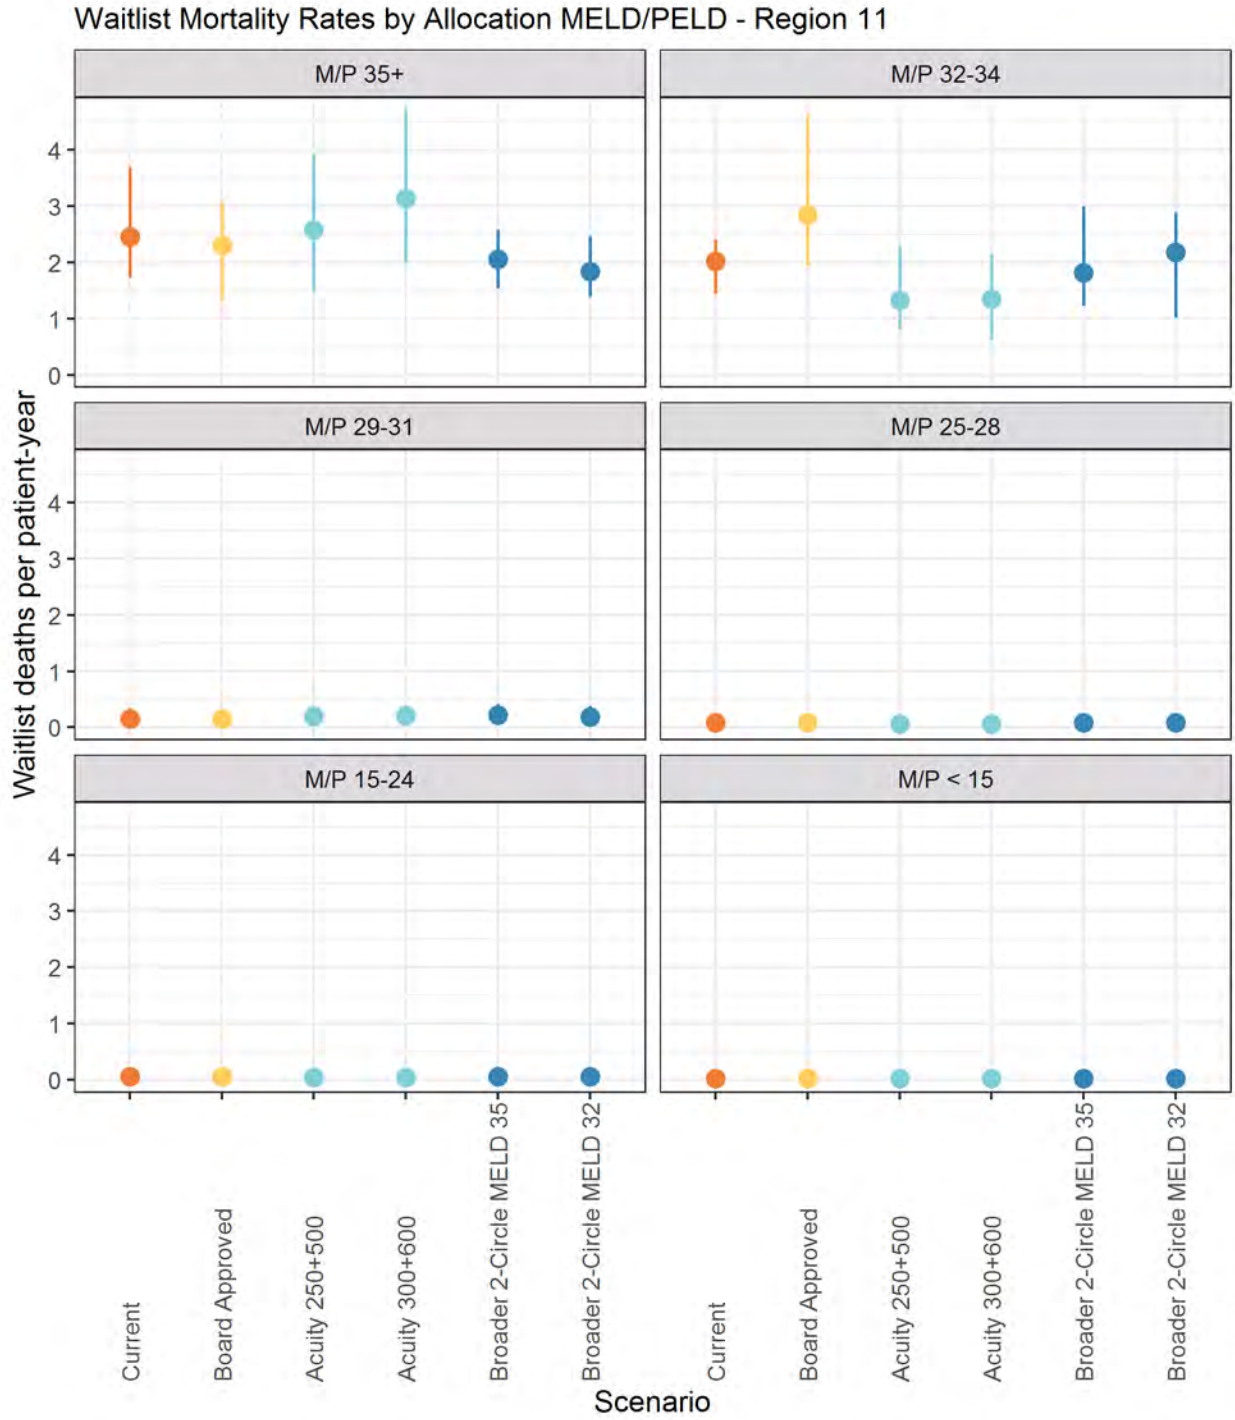 Waitlist Mortality Rates by Allocation MELD/PELD - Region 11
M/P 35+
M/P 32-34
4
3
2
1
0
M/P 29-31
M/P 25-28
4
3
2
1
0
M/P 15-24
M/P < 15
4
3
2
1
0
Waitlist deaths per patient-year
Current
Board Approved
Acuity 250+500
Acuity 300+600
Broader 2-Circle MELD 35
Broader 2-Circle MELD 32
Current
Board Approved
Acuity 250+500
Acuity 300+600
Broader 2-Circle MELD 35
Broader 2-Circle MELD 32
Scenario